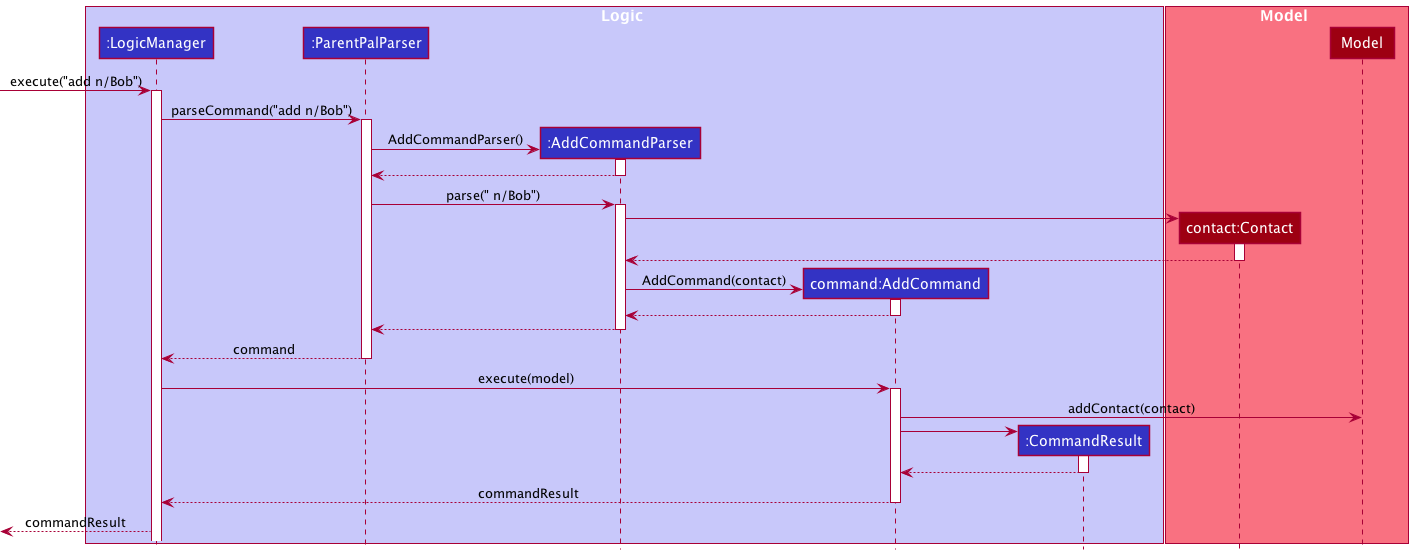 Logic
Model
:LogicManager
:ParentPalParser
Model
execute("add n/Bob")
parseCommand("add n/Bob")
AddCommandParser()
:AddCommandParser
parse(" n/Bob")
contact:Contact
AddCommand(contact)
command:AddCommand
command
execute(model)
addContact(contact)
:CommandResult
commandResult
commandResult